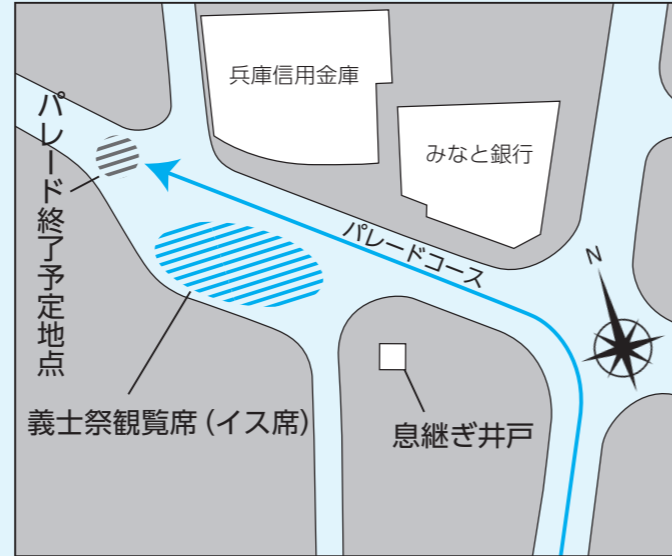 兵庫信用金庫
みなと銀行
パレード終了予定地点
パレードコース
N
義士祭観覧席(イス席)
息継ぎ井戸